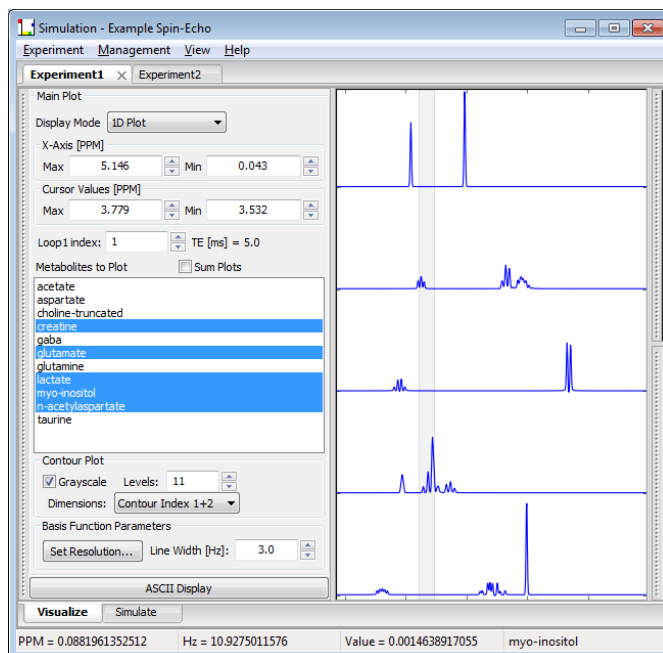 Simulation - Example Spin-Echo
Experiment Management View Help
Experiment1 Experiment2
Main Plot
Display Mode 1D Plot
X-Axis [PPM]
Max 5.146 Min 0.043
Cursor Values [PPM]
Max 3.779 Min 3.532
Loop1 index: 1 TE [ms] = 5.0
Metabolites to Plot Sum Plots
acetate
aspartate
choline-truncated
creatine
gaba
glutamate
glutamine
lactate
myo-inositol
n-acetylaspartate
taurine
Contour Plot
Grayscale Levels: 11
Dimensions: Contour Index 1+2
Basis Function Parameters
Set Resolution... Line Width [Hz]: 3.0
ASCII Display
Visualize Simulate
PPM = 0.0881961352512 Hz = 10.9275011576 Value = 0.0014638917055 myo-inositol